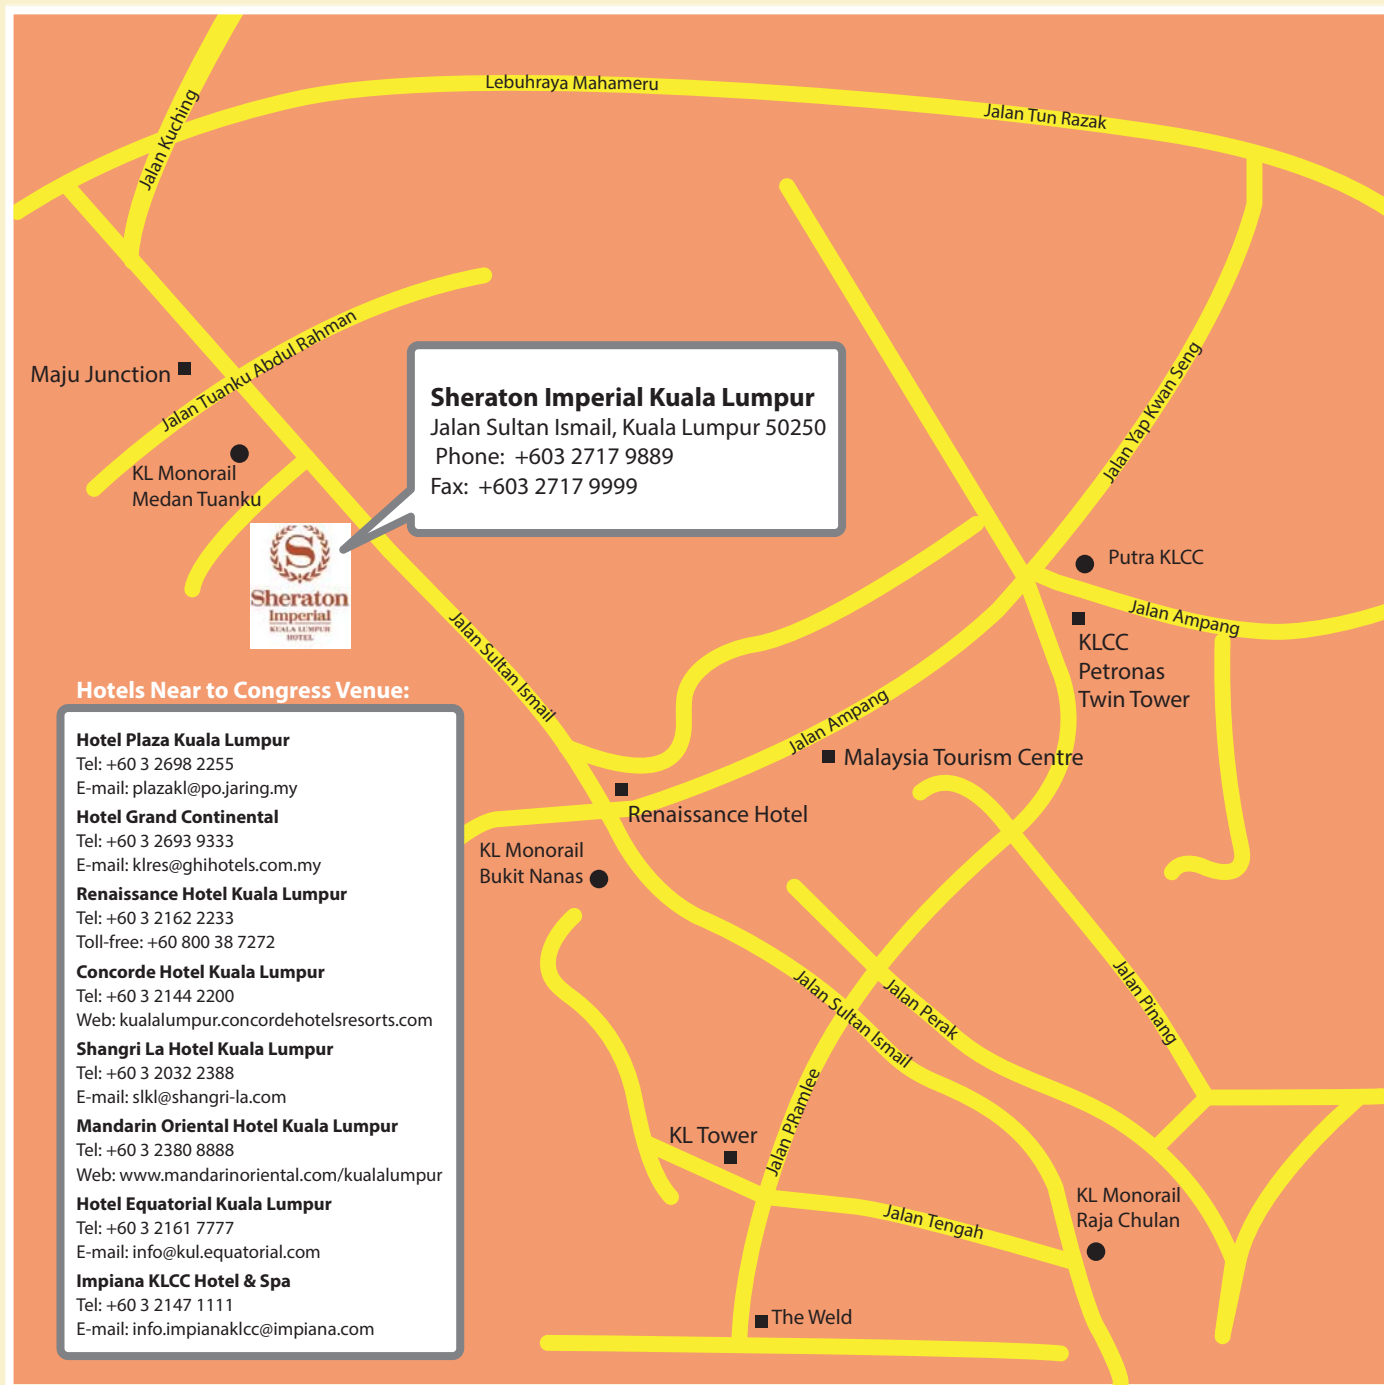 Lebuhraya Mahameru
Jalan Tun Razak
Jalan Kuching
Jalan Tuanku Abdul Rahman
Maju Junction
KL Monorail
Medan Tuanku
Sheraton Imperial Kuala Lumpur
Jalan Sultan Ismail, Kuala Lumpur 50250
Phone: +603 2717 9889
Fax: +603 2717 9999
Jalan Yap Kwan Seng
Putra KLCC
Jalan Ampang
KLCC
Petronas
Twin Tower
S
Sheraton
Imperial
KUALA LUMPUR
HOTEL
Jalan Sultan Ismail
Jalan Ampang
Malaysia Tourism Centre
Renaissance Hotel
KL Monorail
Bukit Nanas
Hotels Near to Congress Venue:
Hotel Plaza Kuala Lumpur
Tel: +60 3 2698 2255
E-mail: plazakl@po.jaring.my
Hotel Grand Continental
Tel: +60 3 2693 9333
E-mail: klres@ghihotels.com.my
Renaissance Hotel Kuala Lumpur
Tel: +60 3 2162 2233
Toll-free: +60 800 38 7272
Concorde Hotel Kuala Lumpur
Tel: +60 3 2144 2200
Web: kualalumpur.concordehotelsresorts.com
Shangri La Hotel Kuala Lumpur
Tel: +60 3 2032 2388
E-mail: slkl@shangri-la.com
Mandarin Oriental Hotel Kuala Lumpur
Tel: +60 3 2380 8888
Web: www.mandarinoriental.com/kualalumpur
Hotel Equatorial Kuala Lumpur
Tel: +60 3 2161 7777
E-mail: info@kul.equatorial.com
Impiana KLCC Hotel & Spa
Tel: +60 3 2147 1111
E-mail: info.impianaklcc@impiana.com
Jalan Sultan Ismail
Jalan Perak
Jalan Pinang
Jalan P.Ramlee
KL Tower
Jalan Tengah
KL Monorail
Raja Chulan
The Weld